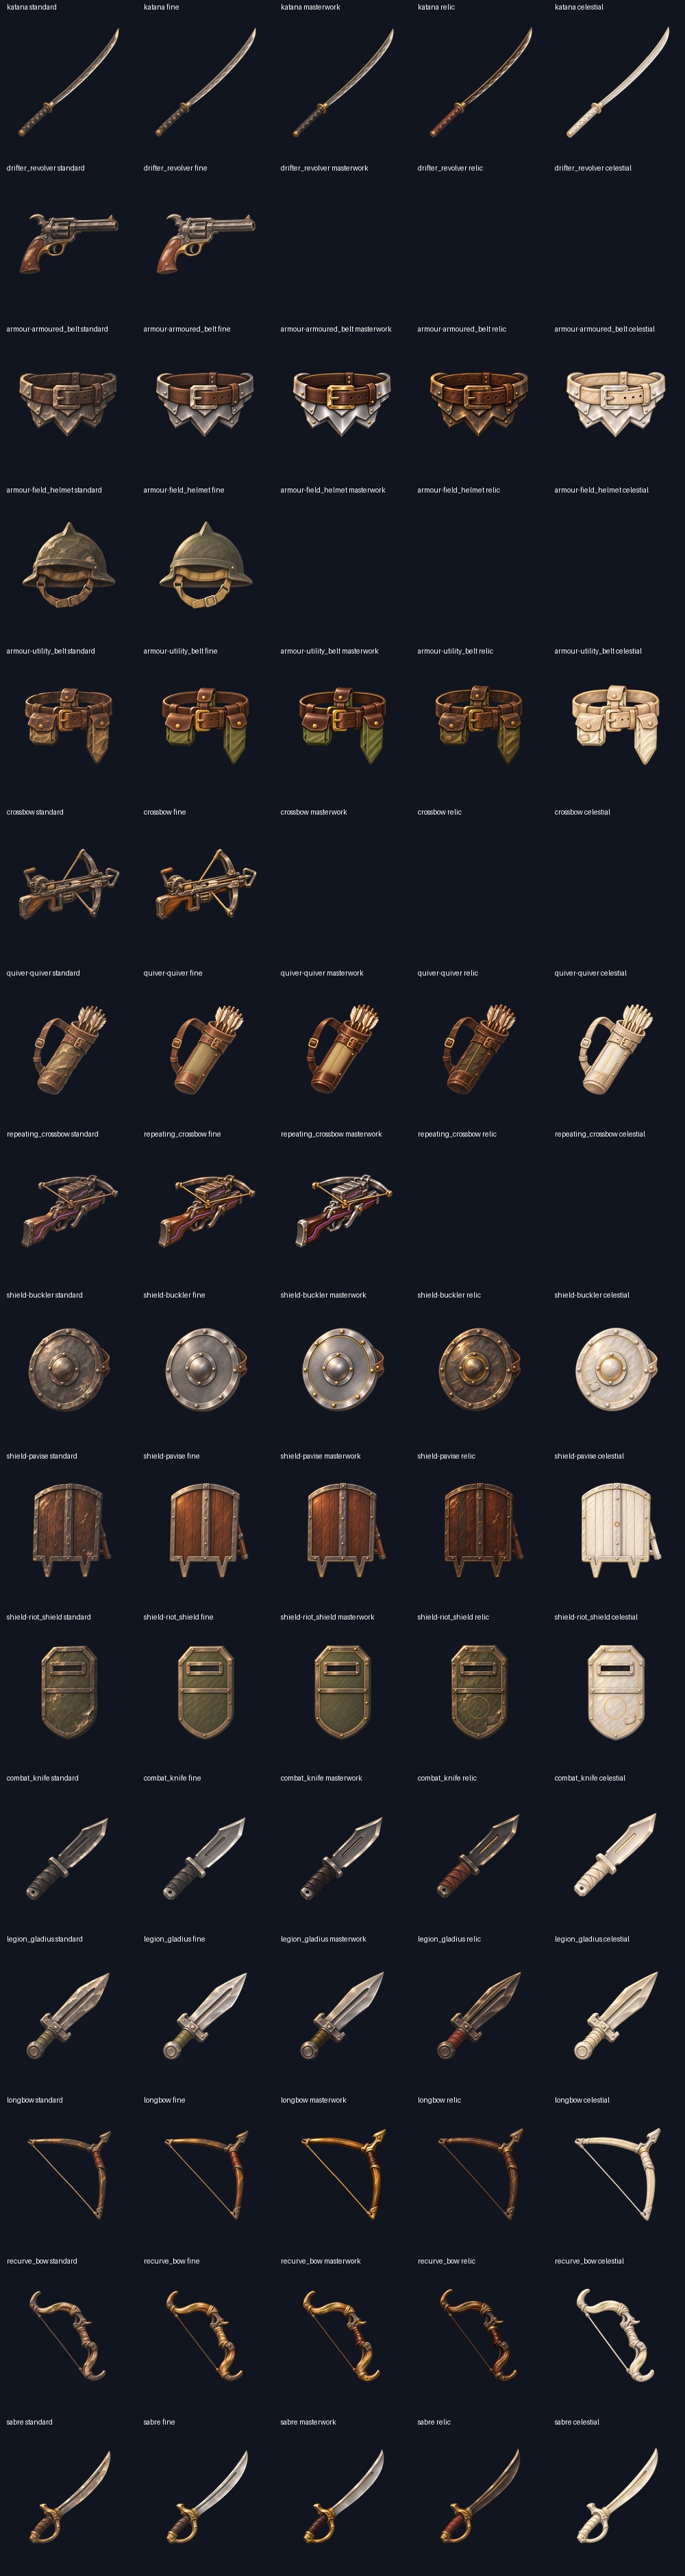 katana standard katana fine katana masterwork katana relic katana celestial
drifter_revolver standard drifter_revolver fine drifter_revolver masterwork drifter_revolver relic drifter_revolver celestial
armour-armoured_belt standard armour-armoured_belt fine armour-armoured_belt masterwork armour-armoured_belt relic armour-armoured_belt celestial
armour-field_helmet standard armour-field_helmet fine armour-field_helmet masterwork armour-field_helmet relic armour-field_helmet celestial
armour-utility_belt standard armour-utility_belt fine armour-utility_belt masterwork armour-utility_belt relic armour-utility_belt celestial
crossbow standard crossbow fine crossbow masterwork crossbow relic crossbow celestial
quiver-quiver standard quiver-quiver fine quiver-quiver masterwork quiver-quiver relic quiver-quiver celestial
repeating_crossbow standard repeating_crossbow fine repeating_crossbow masterwork repeating_crossbow relic repeating_crossbow celestial
shield-buckler standard shield-buckler fine shield-buckler masterwork shield-buckler relic shield-buckler celestial
shield-pavise standard shield-pavise fine shield-pavise masterwork shield-pavise relic shield-pavise celestial
shield-riot_shield standard shield-riot_shield fine shield-riot_shield masterwork shield-riot_shield relic shield-riot_shield celestial
combat_knife standard combat_knife fine combat_knife masterwork combat_knife relic combat_knife celestial
legion_gladius standard legion_gladius fine legion_gladius masterwork legion_gladius relic legion_gladius celestial
longbow standard longbow fine longbow masterwork longbow relic longbow celestial
recurve_bow standard recurve_bow fine recurve_bow masterwork recurve_bow relic recurve_bow celestial
sabre standard sabre fine sabre masterwork sabre relic sabre celestial